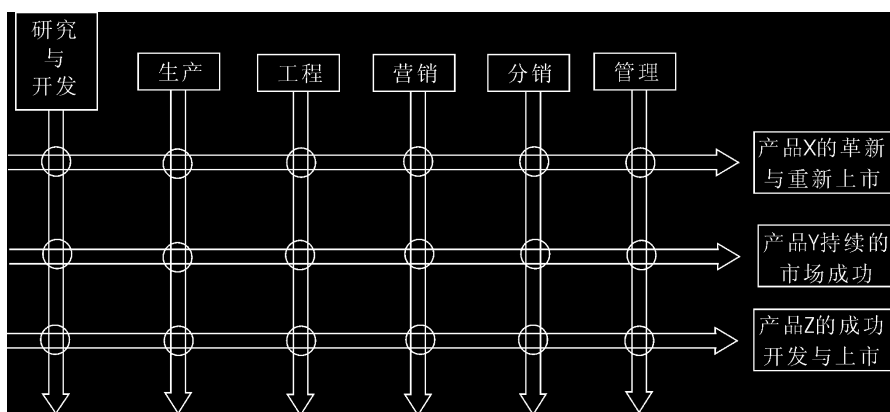 研究
与
开发
生产
工程
营销
分销
管理
产品X的革新
与重新上市
产品Y持续的
市场成功
产品Z的成功
开发与上市